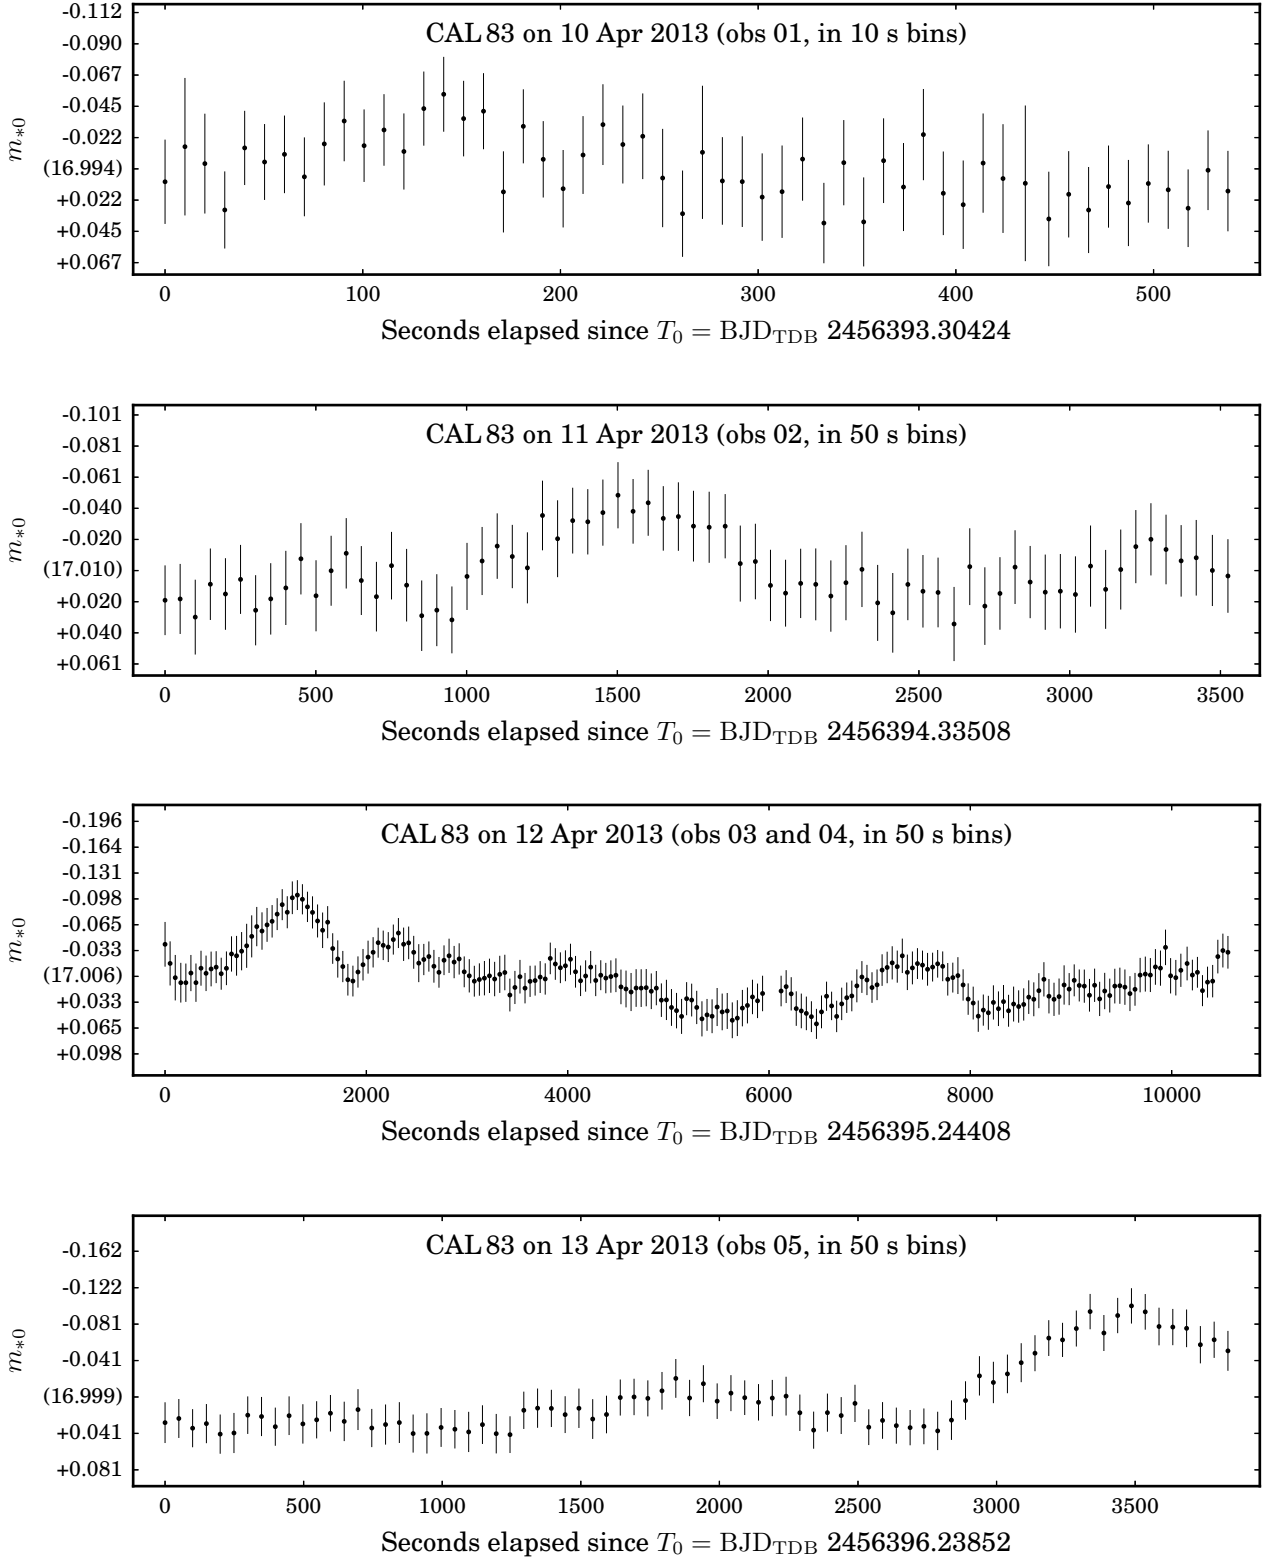 CAL 83 on 10 Apr 2013 (obs 01, in 10 s bins)
m*0
-0.112
-0.090
-0.067
-0.045
-0.022
(16.994)
+0.022
+0.045
+0.067
0 100 200 300 400 500
Seconds elapsed since T0 = BJDTDB 2456393.30424
CAL 83 on 11 Apr 2013 (obs 02, in 50 s bins)
m*0
-0.101
-0.081
-0.061
-0.040
-0.020
(17.010)
+0.020
+0.040
+0.061
0 500 1000 1500 2000 2500 3000 3500
Seconds elapsed since T0 = BJDTDB 2456394.33508
CAL 83 on 12 Apr 2013 (obs 03 and 04, in 50 s bins)
m*0
-0.196
-0.164
-0.131
-0.098
-0.065
-0.033
(17.006)
+0.033
+0.065
+0.098
0 2000 4000 6000 8000 10000
Seconds elapsed since T0 = BJDTDB 2456395.24408
CAL 83 on 13 Apr 2013 (obs 05, in 50 s bins)
m*0
-0.162
-0.122
-0.081
-0.041
(16.999)
+0.041
+0.081
0 500 1000 1500 2000 2500 3000 3500
Seconds elapsed since T0 = BJDTDB 2456396.23852